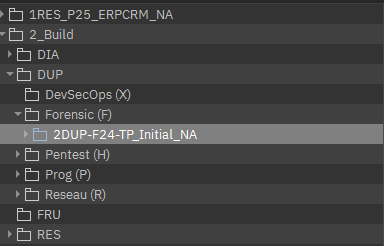 1RES_P25_ERPCRM_NA
2_Build
DIA
DUP
DevSecOps (X)
Forensic (F)
2DUP-F24-TP_Initial_NA
Pentest (H)
Prog (P)
Reseau (R)
FRU
RES